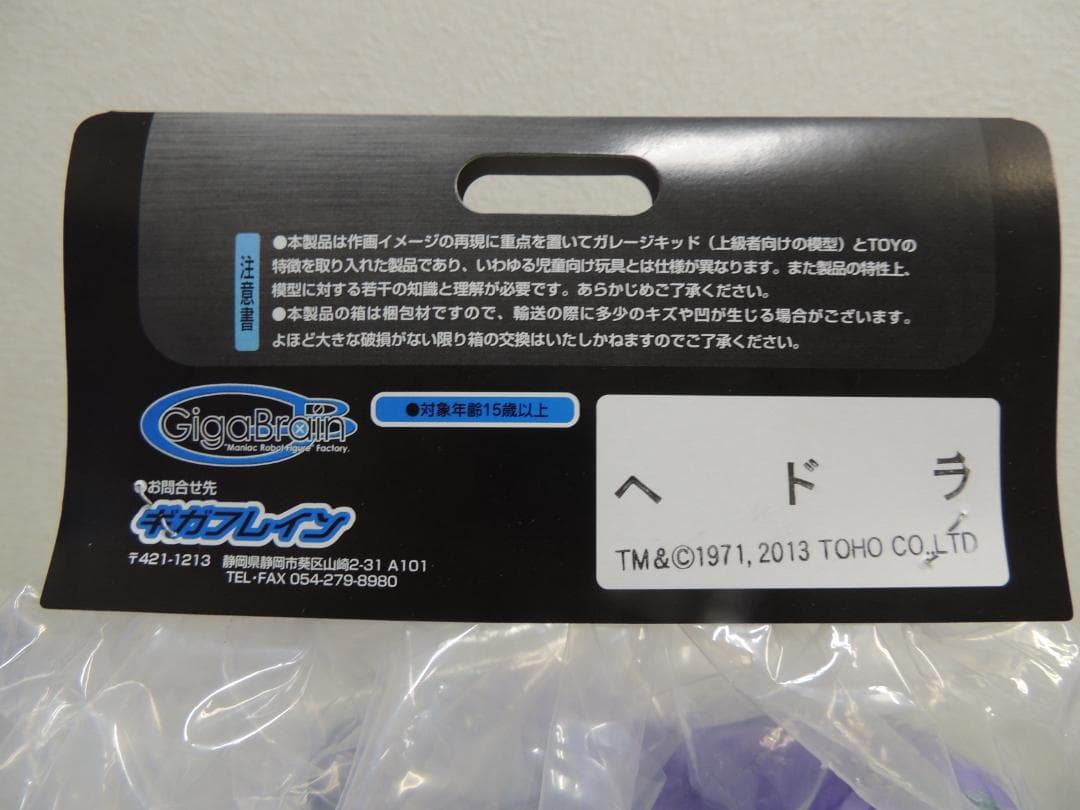 注意書
●本製品は作画イメージの再現に重点を置いてガレージキッド（上級者向けの模型）とTOYの
特徴を取り入れた製品であり、いわゆる児童向け玩具とは仕様が異なります。また製品の特性上、
模型に対する若干の知識と理解が必要です。あらかじめご了承ください。
●本製品の箱は梱包材ですので、輸送の際に多少のキズや凹が生じる場合がございます。
よほど大きな破損がない限り箱の交換はいたしかねますのでご了承ください。
GigaBrain
"Maniac Robot Figure" Factory.
●対象年齢15歳以上
●お問合せ先
ギガブレイン
〒421-1213 静岡県静岡市葵区山崎2-31 A101
TEL・FAX 054-279-8980
ヘドラ
TM&©1971, 2013 TOHO CO.,LTD